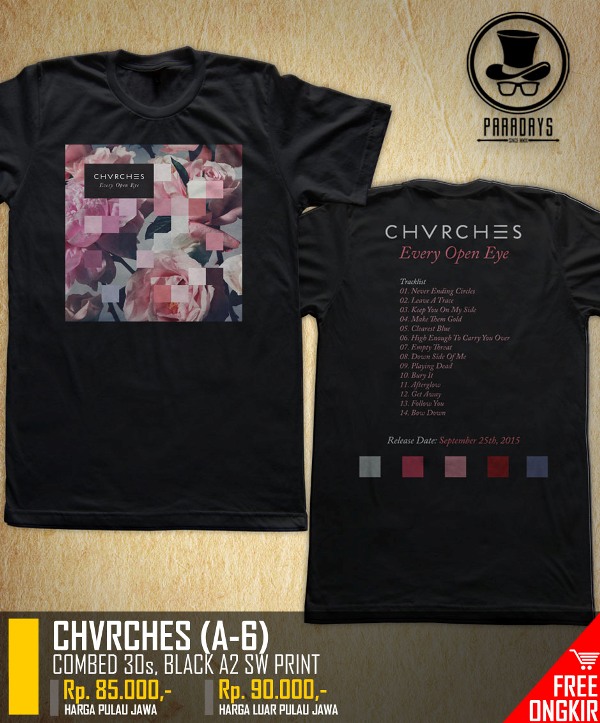 PARADAYS
CHVRCHES
Every Open Eye
CHVRCHES
Every Open Eye
Tracklist
01. Never Ending Circles
02. Leave A Trace
03. Keep You On My Side
04. Make Them Gold
05. Clearest Blue
06. High Enough To Carry You Over
07. Empty Threat
08. Down Side Of Me
09. Playing Dead
10. Bury It
11. Afterglow
12. Get Away
13. Follow You
14. Bow Down
Release Date: September 25th, 2015
CHVRCHES (A-6)
COMBED 30s, BLACK A2 SW PRINT
Rp. 85.000,- Rp. 90.000,-
HARGA PULAU JAWA HARGA LUAR PULAU JAWA
FREE
ONGKIR